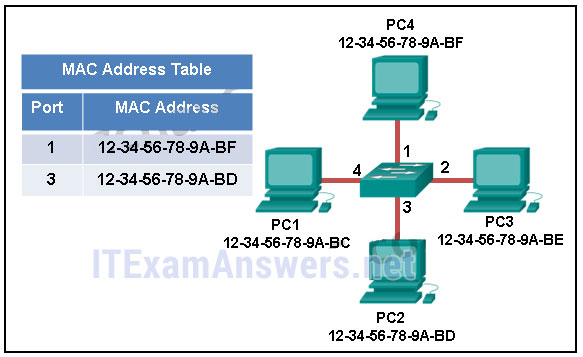 PC4
12-34-56-78-9A-BF
MAC Address Table
Port MAC Address
1 12-34-56-78-9A-BF
3 12-34-56-78-9A-BD
1
4
2
3
PC1
12-34-56-78-9A-BC
PC3
12-34-56-78-9A-BE
ITExamAnswers.net
PC2
12-34-56-78-9A-BD